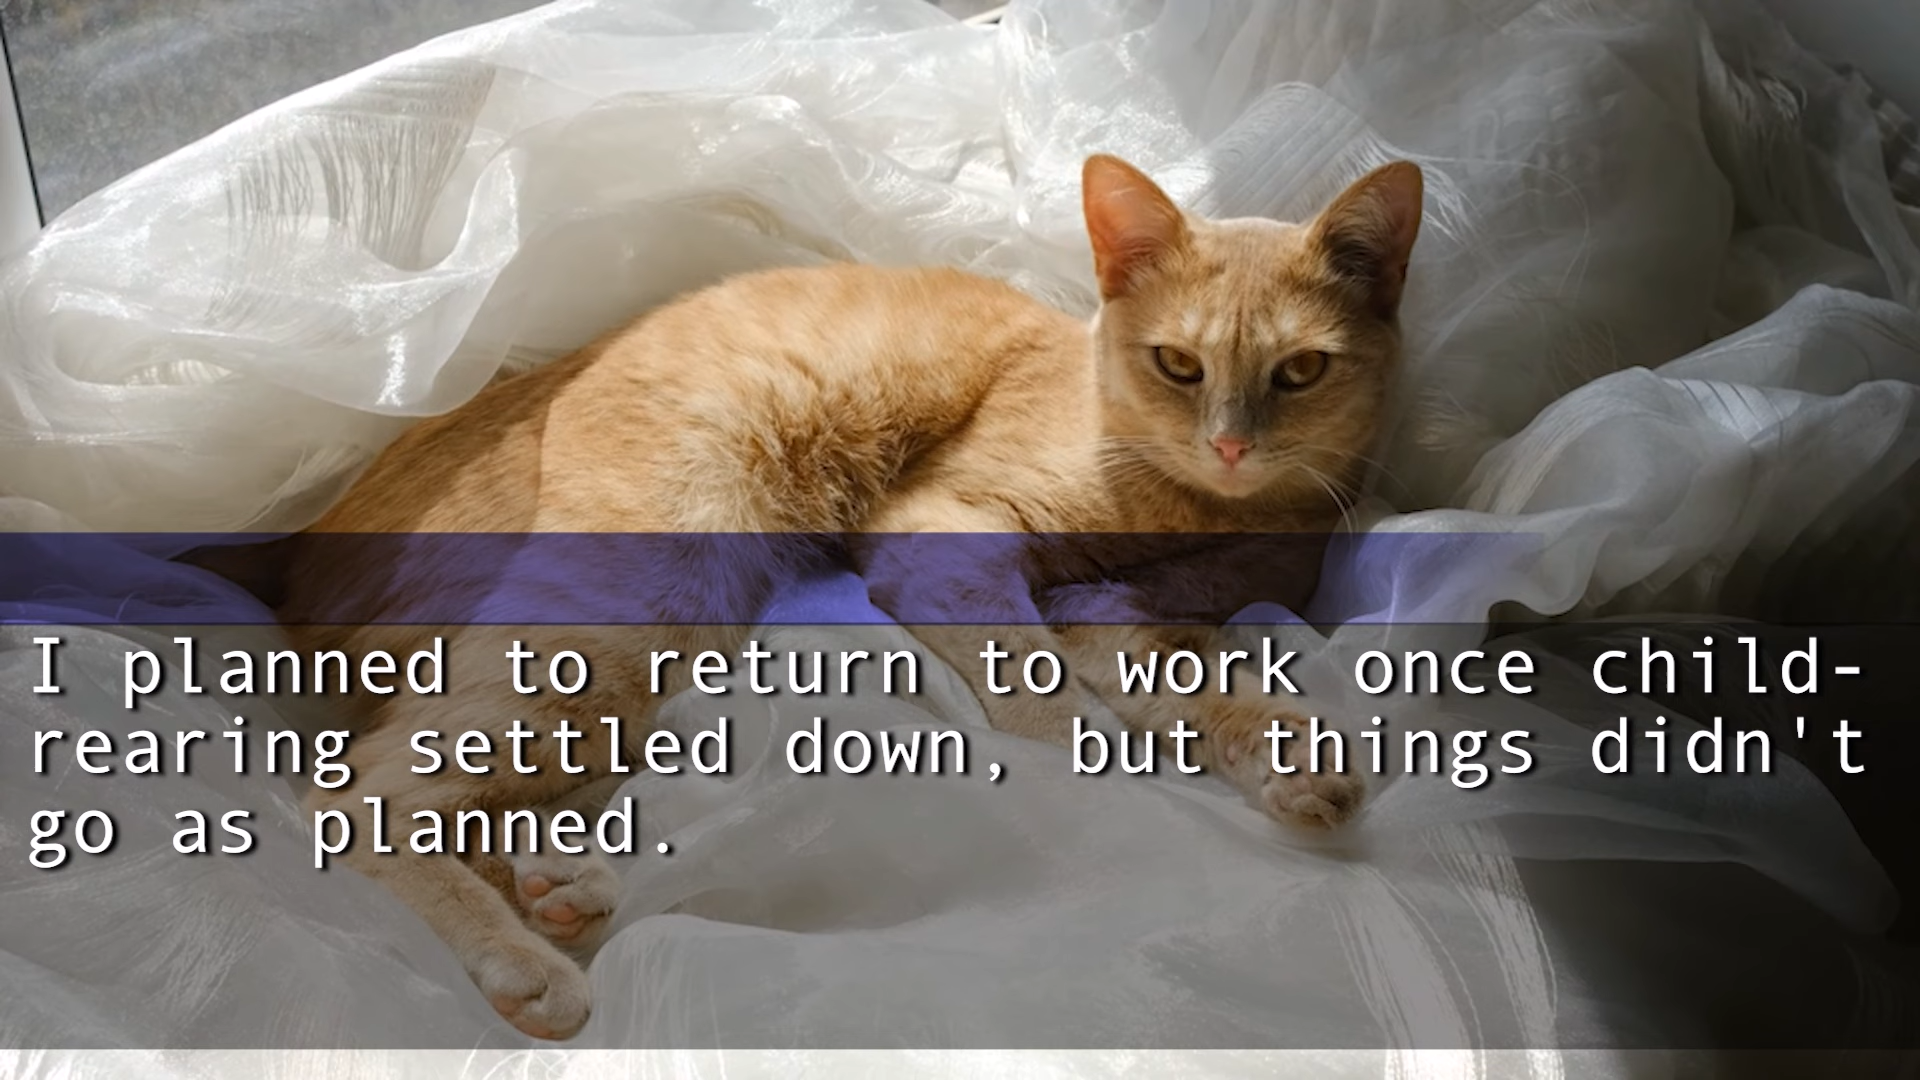 I planned to return to work once child-
rearing settled down, but things didn't
go as planned.